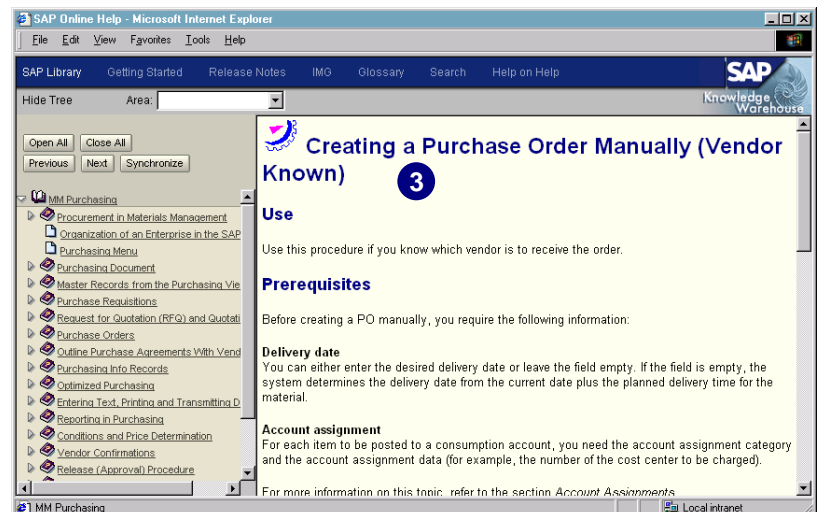 SAP Online Help - Microsoft Internet Explorer
File Edit View Favorites Tools Help
SAP Library Getting Started Release Notes IMG Glossary Search Help on Help
SAP
Knowledge
Warehouse
Hide Tree Area:
Open All Close All
Previous Next Synchronize
MM Purchasing
Procurement in Materials Management
Organization of an Enterprise in the SAP
Purchasing Menu
Purchasing Document
Master Records from the Purchasing Vie
Purchase Requisitions
Request for Quotation (RFQ) and Quotati
Purchase Orders
Outline Purchase Agreements With Vend
Purchasing Info Records
Optimized Purchasing
Entering Text, Printing and Transmitting D
Reporting in Purchasing
Conditions and Price Determination
Vendor Confirmations
Release (Approval) Procedure
Creating a Purchase Order Manually (Vendor
Known)
3
Use
Use this procedure if you know which vendor is to receive the order.
Prerequisites
Before creating a PO manually, you require the following information:
Delivery date
You can either enter the desired delivery date or leave the field empty. If the field is empty, the
system determines the delivery date from the current date plus the planned delivery time for the
material.
Account assignment
For each item to be posted to a consumption account, you need the account assignment category
and the account assignment data (for example, the number of the cost center to be charged).
For more information on this topic, refer to the section Account Assignments
MM Purchasing
Local intranet